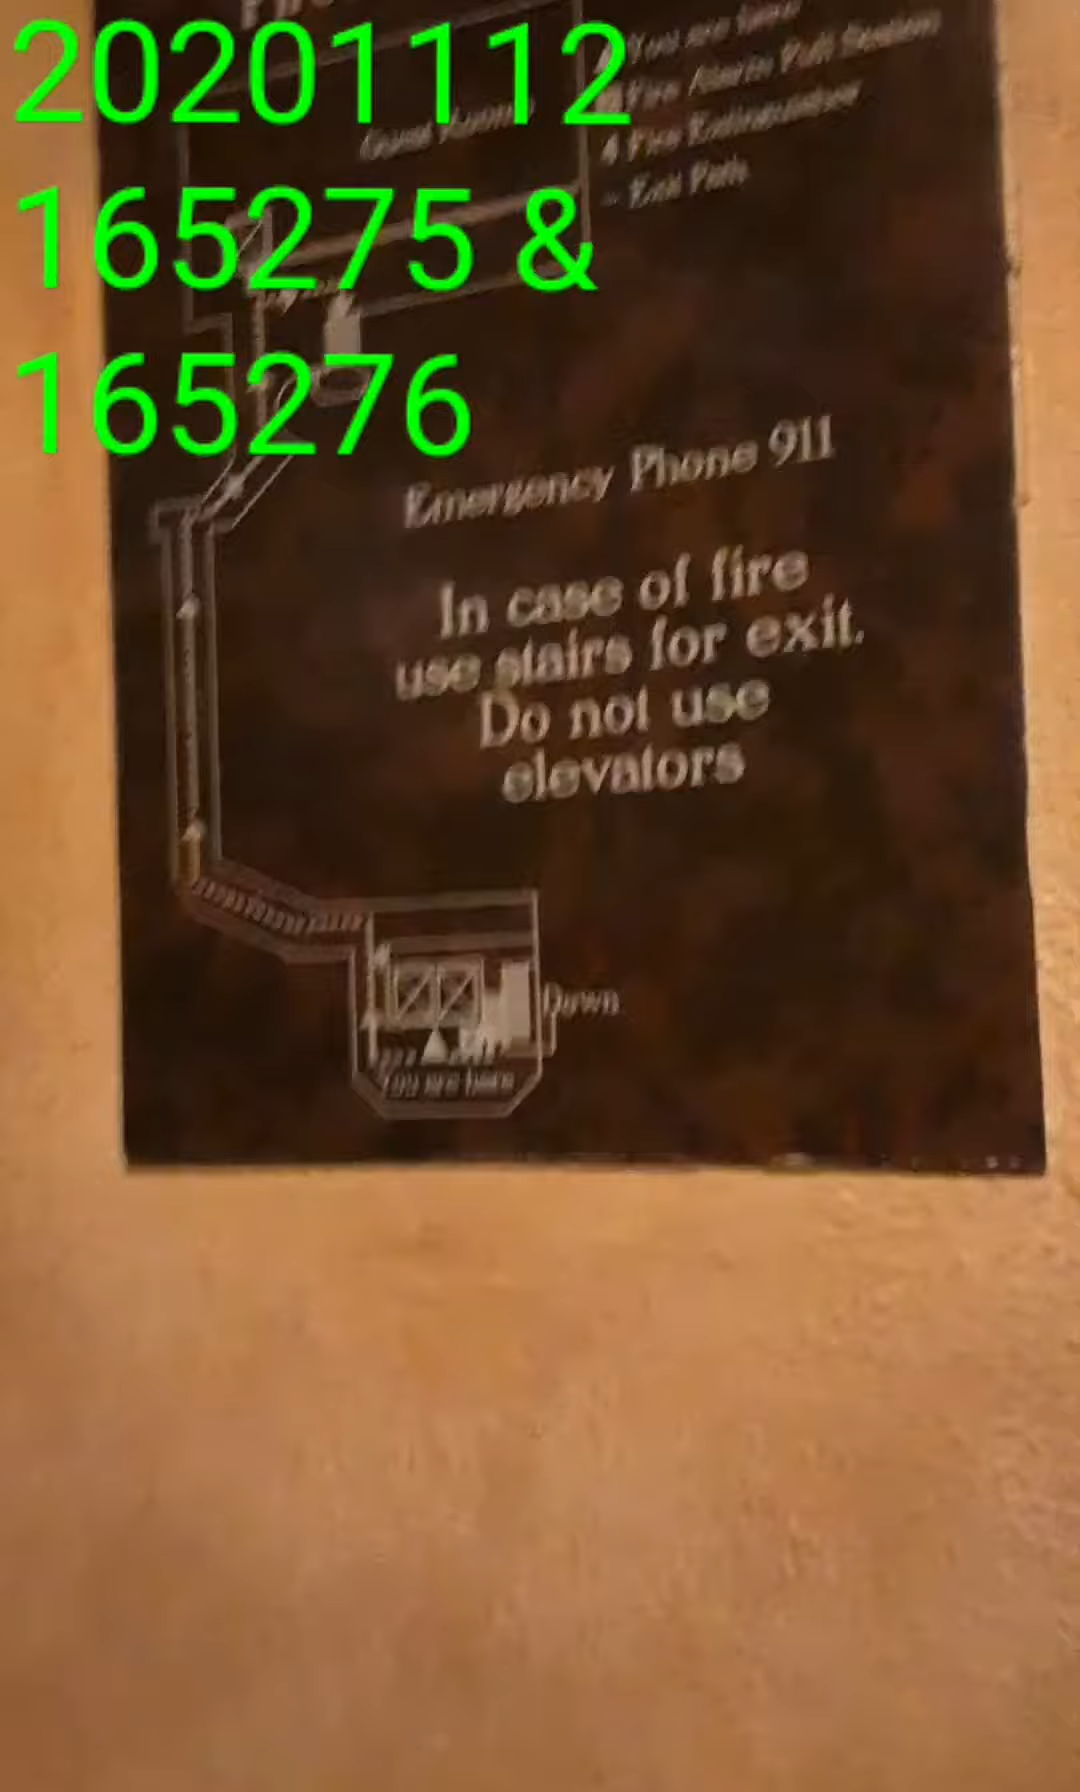 20201112
165275 &
165276
You are here
Fire Alarm Pull Station
Fire Extinguisher
Exit Path
Guest Rooms
Emergency Phone 911
In case of fire
use stairs for exit.
Do not use
elevators
Down
You are here